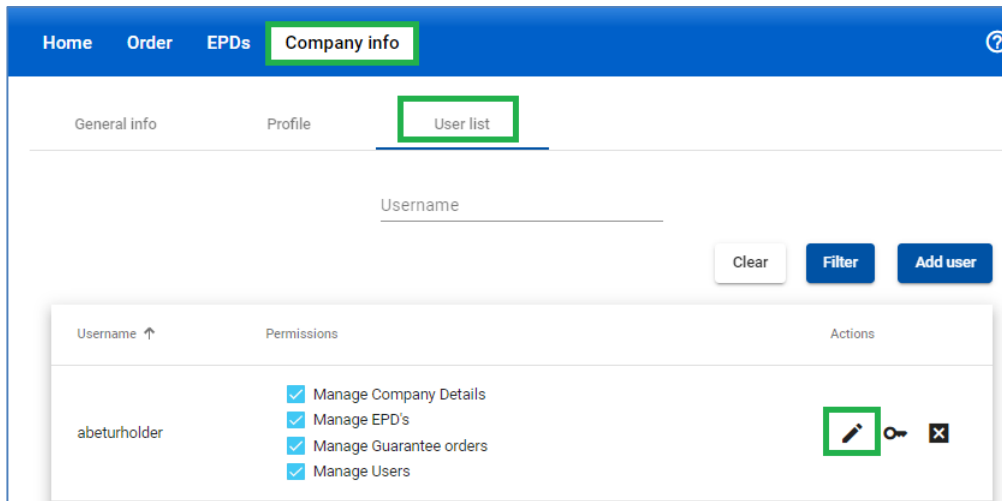 Home Order EPDs Company info
General info Profile User list
Username
Clear Filter Add user
Username Permissions Actions
Manage Company Details
Manage EPD's
abeturholder
Manage Guarantee orders
Manage Users